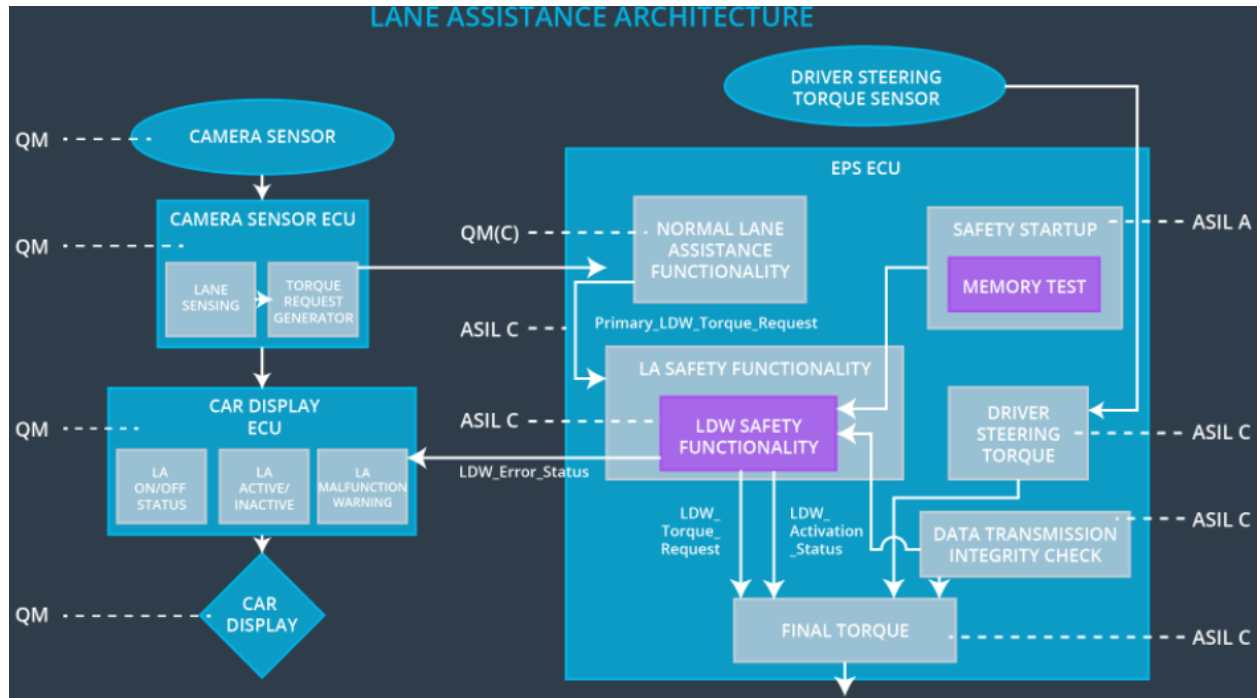 LANE ASSISTANCE ARCHITECTURE
DRIVER STEERING
TORQUE SENSOR
QM
CAMERA SENSOR
EPS ECU
CAMERA SENSOR ECU
QM
LANE
SENSING
TORQUE
REQUEST
GENERATOR
QM(C)
NORMAL LANE
ASSISTANCE
FUNCTIONALITY
SAFETY STARTUP
MEMORY TEST
ASIL A
ASIL C
Primary_LDW_Torque_Request
LA SAFETY FUNCTIONALITY
ASIL C
LDW SAFETY
FUNCTIONALITY
DRIVER
STEERING
TORQUE
ASIL C
QM
CAR DISPLAY
ECU
LA
ON/OFF
STATUS
LA
ACTIVE/
INACTIVE
LA
MALFUNCTION
WARNING
LDW_Error_Status
LDW_
Torque_
Request
LDW_
Activation
_Status
DATA TRANSMISSION
INTEGRITY CHECK
ASIL C
QM
CAR
DISPLAY
FINAL TORQUE
ASIL C